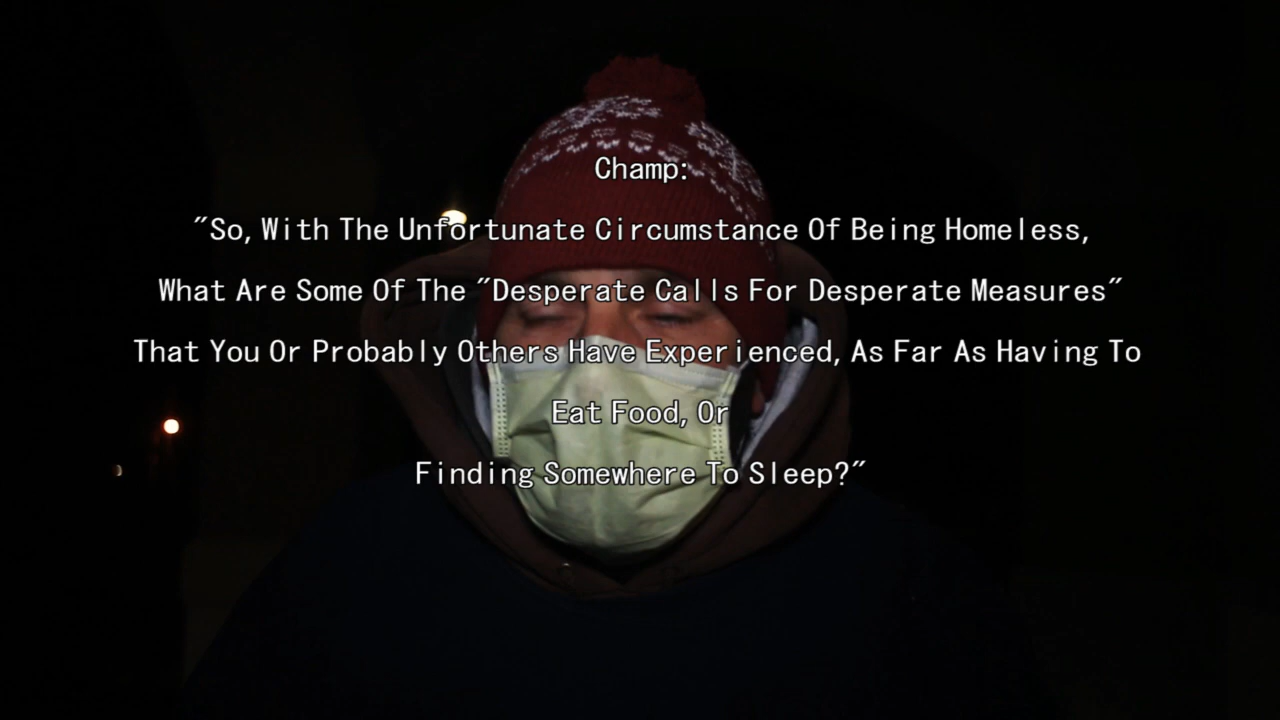 Champ:
"So, With The Unfortunate Circumstance Of Being Homeless,
What Are Some Of The "Desperate Calls For Desperate Measures"
That You Or Probably Others Have Experienced, As Far As Having To
Eat Food, Or
Finding Somewhere To Sleep?"